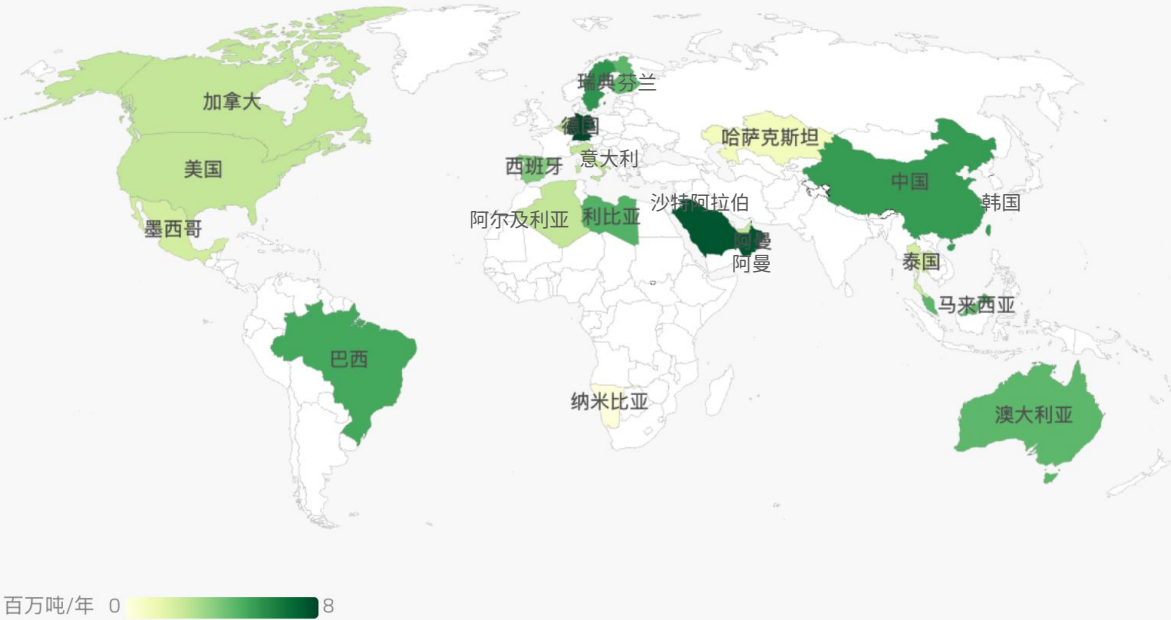 瑞典
芬兰
加拿大
德国
哈萨克斯坦
意大利
西班牙
美国
中国
沙特阿拉伯
韩国
阿尔及利亚
利比亚
墨西哥
阿曼
阿曼
泰国
马来西亚
巴西
纳米比亚
澳大利亚
百万吨/年 0 8